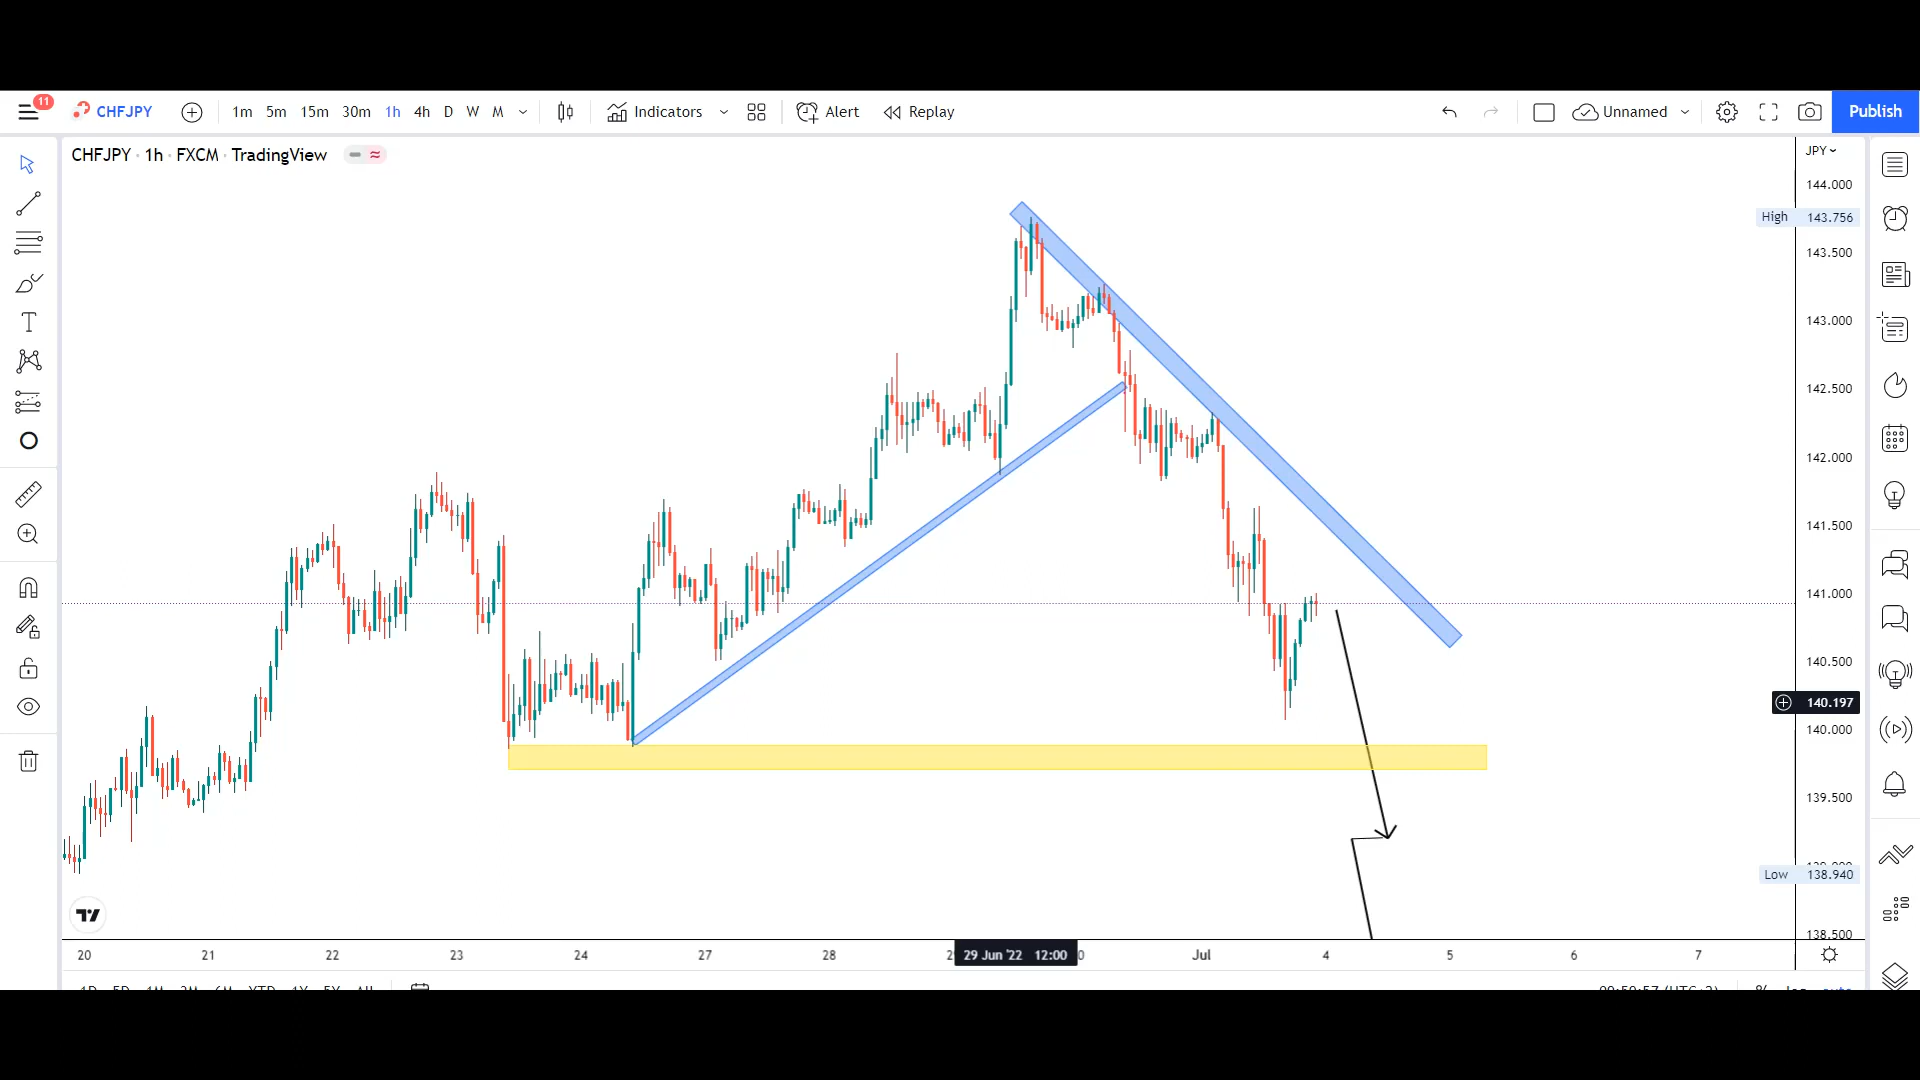 11
CHFJPY
1m 5m 15m 30m 1h 4h D W M
Indicators
Alert
Replay
Unnamed
Publish
CHFJPY · 1h · FXCM · TradingView
JPY
144.000
High 143.756
143.500
143.000
142.500
142.000
141.500
141.000
140.500
140.197
140.000
139.500
Low 138.940
138.500
20 21 22 23 24 27 28 29 Jun '22 12:00 Jul 4 5 6 7